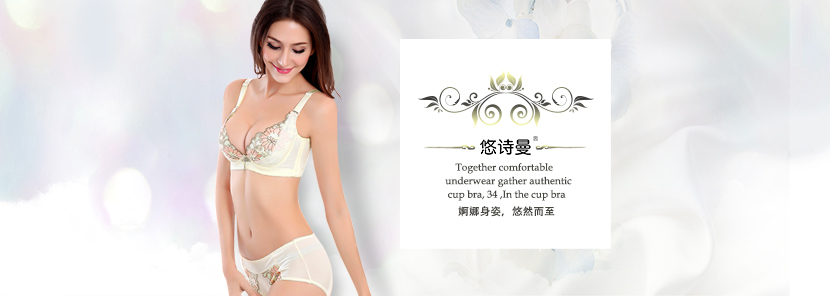 悠诗曼®
Together comfortable
underwear gather authentic
cup bra, 34 ,In the cup bra
婀娜身姿，悠然而至